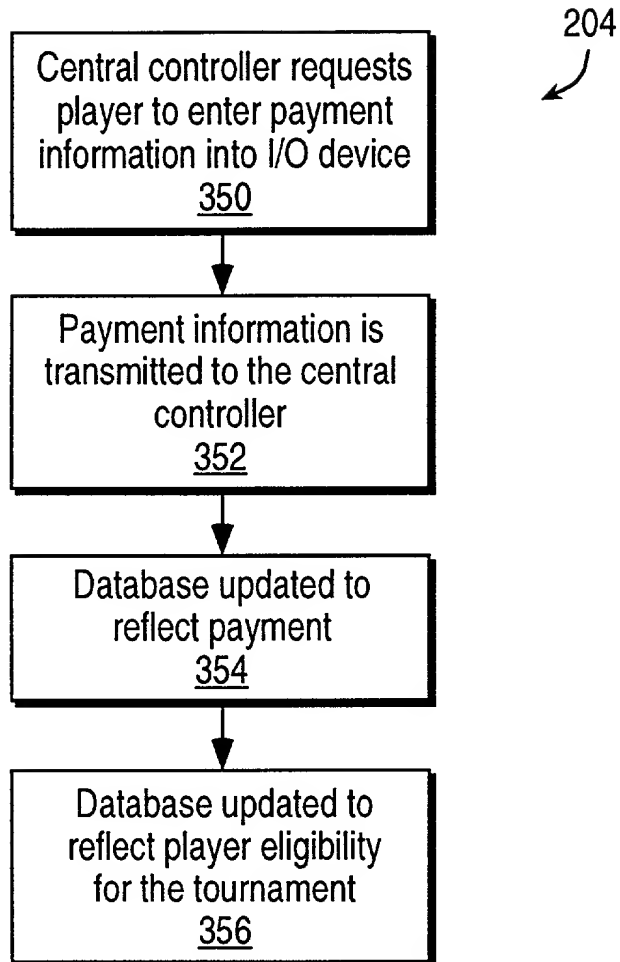 204
Central controller requests
player to enter payment
information into I/O device
350
Payment information is
transmitted to the central
controller
352
Database updated to
reflect payment
354
Database updated to
reflect player eligibility
for the tournament
356